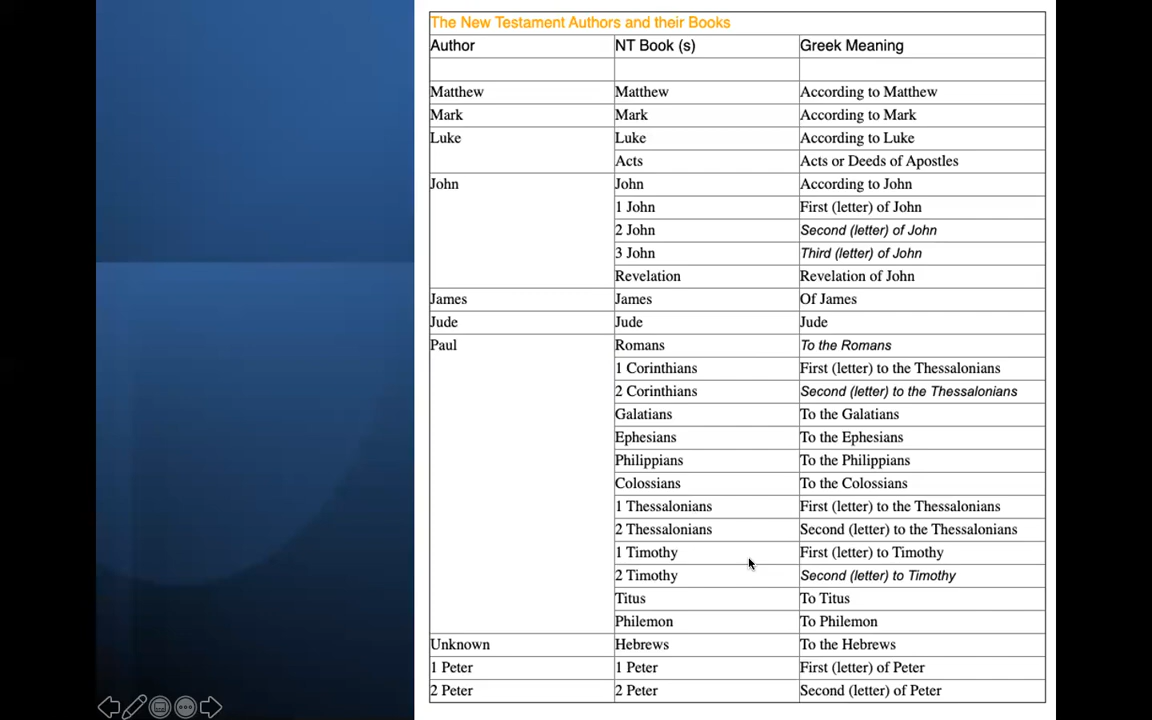 The New Testament Authors and their Books
Author NT Book (s) Greek Meaning
Matthew Matthew According to Matthew
Mark Mark According to Mark
Luke Luke According to Luke
Acts Acts or Deeds of Apostles
John John According to John
1 John First (letter) of John
2 John Second (letter) of John
3 John Third (letter) of John
Revelation Revelation of John
James James Of James
Jude Jude Jude
Paul Romans To the Romans
1 Corinthians First (letter) to the Thessalonians
2 Corinthians Second (letter) to the Thessalonians
Galatians To the Galatians
Ephesians To the Ephesians
Philippians To the Philippians
Colossians To the Colossians
1 Thessalonians First (letter) to the Thessalonians
2 Thessalonians Second (letter) to the Thessalonians
1 Timothy First (letter) to Timothy
2 Timothy Second (letter) to Timothy
Titus To Titus
Philemon To Philemon
Unknown Hebrews To the Hebrews
1 Peter 1 Peter First (letter) of Peter
2 Peter 2 Peter Second (letter) of Peter